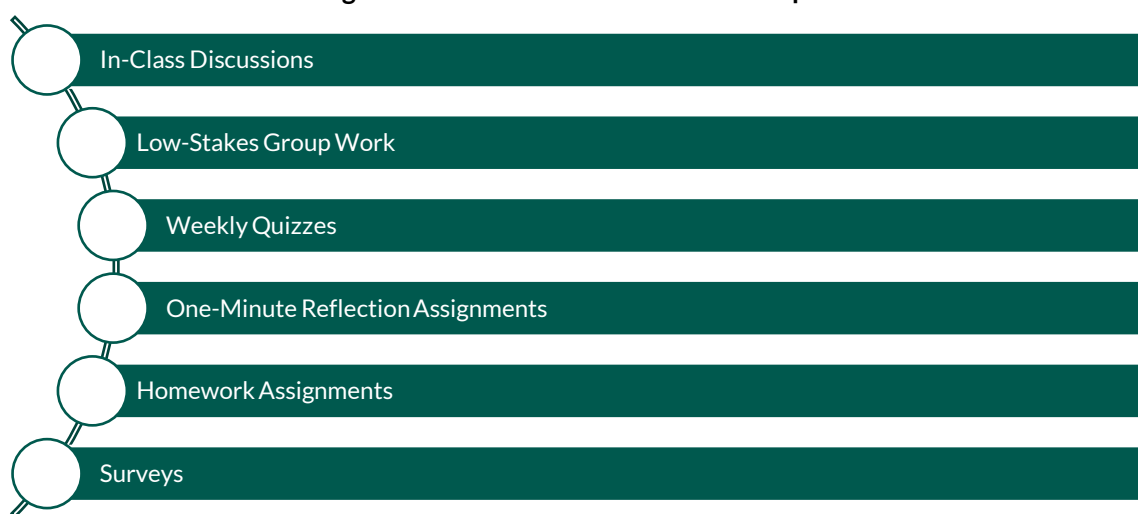 In-Class Discussions
Low-Stakes Group Work
Weekly Quizzes
One-Minute Reflection Assignments
Homework Assignments
Surveys